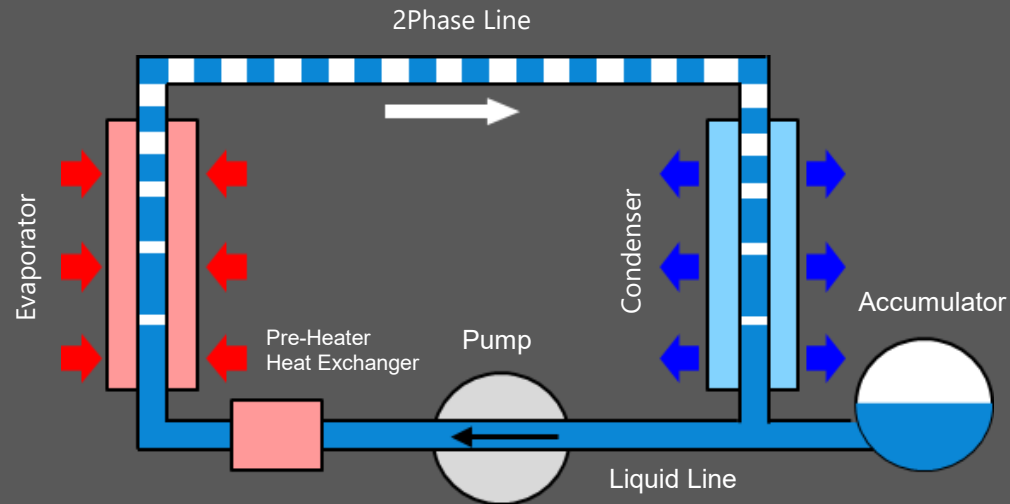 2Phase Line
Evaporator
Condenser
Accumulator
Pre-Heater
Heat Exchanger
Pump
Liquid Line